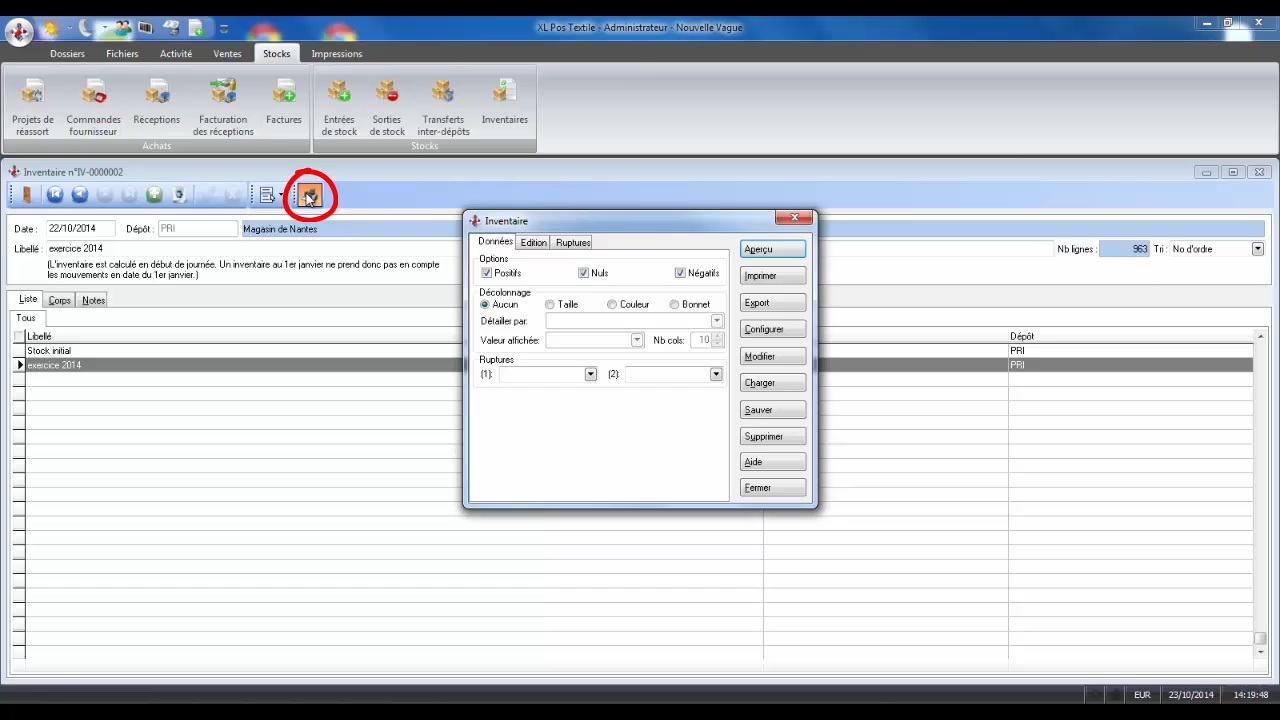 XL Pos Textile - Administrateur - Nouvelle Vague
Dossiers Fichiers Activité Ventes Stocks Impressions
Projets de réassort
Commandes fournisseur
Réceptions
Facturation des réceptions
Factures
Entrées de stock
Sorties de stock
Transferts inter-dépôts
Inventaires
Achats
Stocks
Inventaire n°IV-0000002
Date : 22/10/2014 Dépôt : PRI Magasin de Nantes
Libellé : exercice 2014
Nb lignes : 963 Tri : No d'ordre
(L'inventaire est calculé en début de journée. Un inventaire au 1er janvier ne prend donc pas en compte
les mouvements en date du 1er janvier.)
Liste Corps Notes
Tous
Libellé Dépôt
Stock initial PRI
exercice 2014 PRI
Inventaire
Données Edition Ruptures
Options
Positifs Nuls Négatifs
Décolonnage
Aucun Taille Couleur Bonnet
Détailler par:
Valeur affichée: Nb cols: 10
Ruptures
(1): (2):
Aperçu
Imprimer
Export
Configurer
Modifier
Charger
Sauver
Supprimer
Aide
Fermer
EUR 23/10/2014 14:19:48